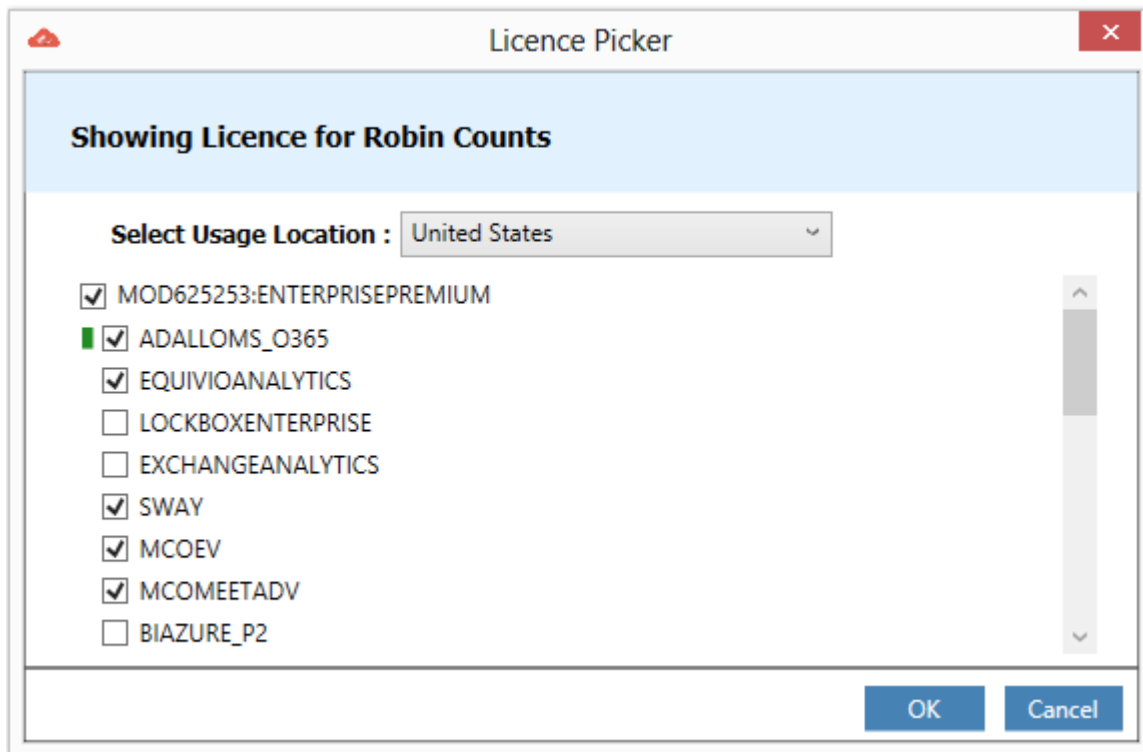 Licence Picker
Showing Licence for Robin Counts
Select Usage Location : United States
MOD625253:ENTERPRISEPREMIUM
ADALLOMS_O365
EQUIVIOANALYTICS
LOCKBOXENTERPRISE
EXCHANGEANALYTICS
SWAY
MCOEV
MCOMEETADV
BIAZURE_P2
OK Cancel